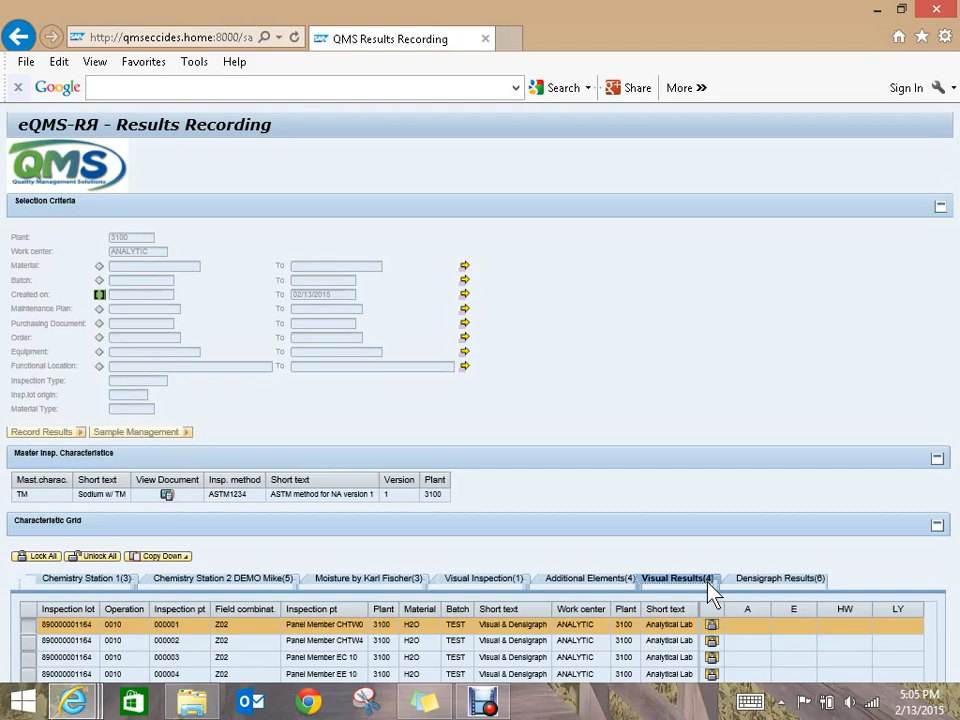 http://qmseccides.home:8000/sa
QMS Results Recording
File Edit View Favorites Tools Help
Google Search Share More Sign In
eQMS-RЯ - Results Recording
QMS
Quality Management Solutions
Selection Criteria
Plant: 3100
Work center: ANALYTIC
Material: To
Batch: To
Created on: To 02/13/2015
Maintenance Plan: To
Purchasing Document: To
Order: To
Equipment: To
Functional Location: To
Inspection Type:
Insp.lot origin:
Material Type:
Record Results Sample Management
Master Insp. Characteristics
Mast.charac. Short text View Document Insp. method Short text Version Plant
TM Sodium w/ TM ASTM1234 ASTM method for NA version 1 1 3100
Characteristic Grid
Lock All Unlock All Copy Down
Chemistry Station 1(3) Chemistry Station 2 DEMO Mike(5) Moisture by Karl Fischer(3) Visual Inspection(1) Additional Elements(4) Visual Results(4) Densigraph Results(6)
Inspection lot Operation Inspection pt Field combinat. Inspection pt Plant Material Batch Short text Work center Plant Short text A E HW LY
890000001164 0010 000001 Z02 Panel Member CHTW0 3100 H2O TEST Visual & Densigraph ANALYTIC 3100 Analytical Lab
890000001164 0010 000002 Z02 Panel Member CHTW4 3100 H2O TEST Visual & Densigraph ANALYTIC 3100 Analytical Lab
890000001164 0010 000003 Z02 Panel Member EC 10 3100 H2O TEST Visual & Densigraph ANALYTIC 3100 Analytical Lab
890000001164 0010 000004 Z02 Panel Member EE 10 3100 H2O TEST Visual & Densigraph ANALYTIC 3100 Analytical Lab
5:05 PM
2/13/2015